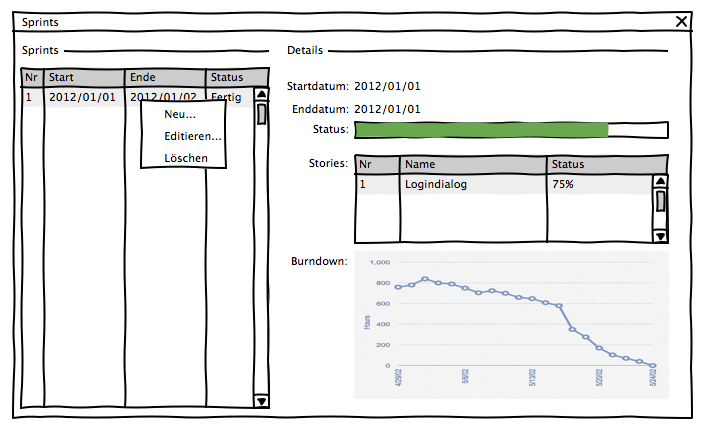 Sprints
Sprints
Nr Start Ende Status
1 2012/01/01 2012/01/02 Fertig
Neu...
Editieren...
Löschen
Details
Startdatum: 2012/01/01
Enddatum: 2012/01/01
Status:
Stories:
Nr Name Status
1 Logindialog 75%
Burndown:
1,000
800
600
400
200
0
Hours
4/29/02 5/6/02 5/13/02 5/20/02 5/24/02